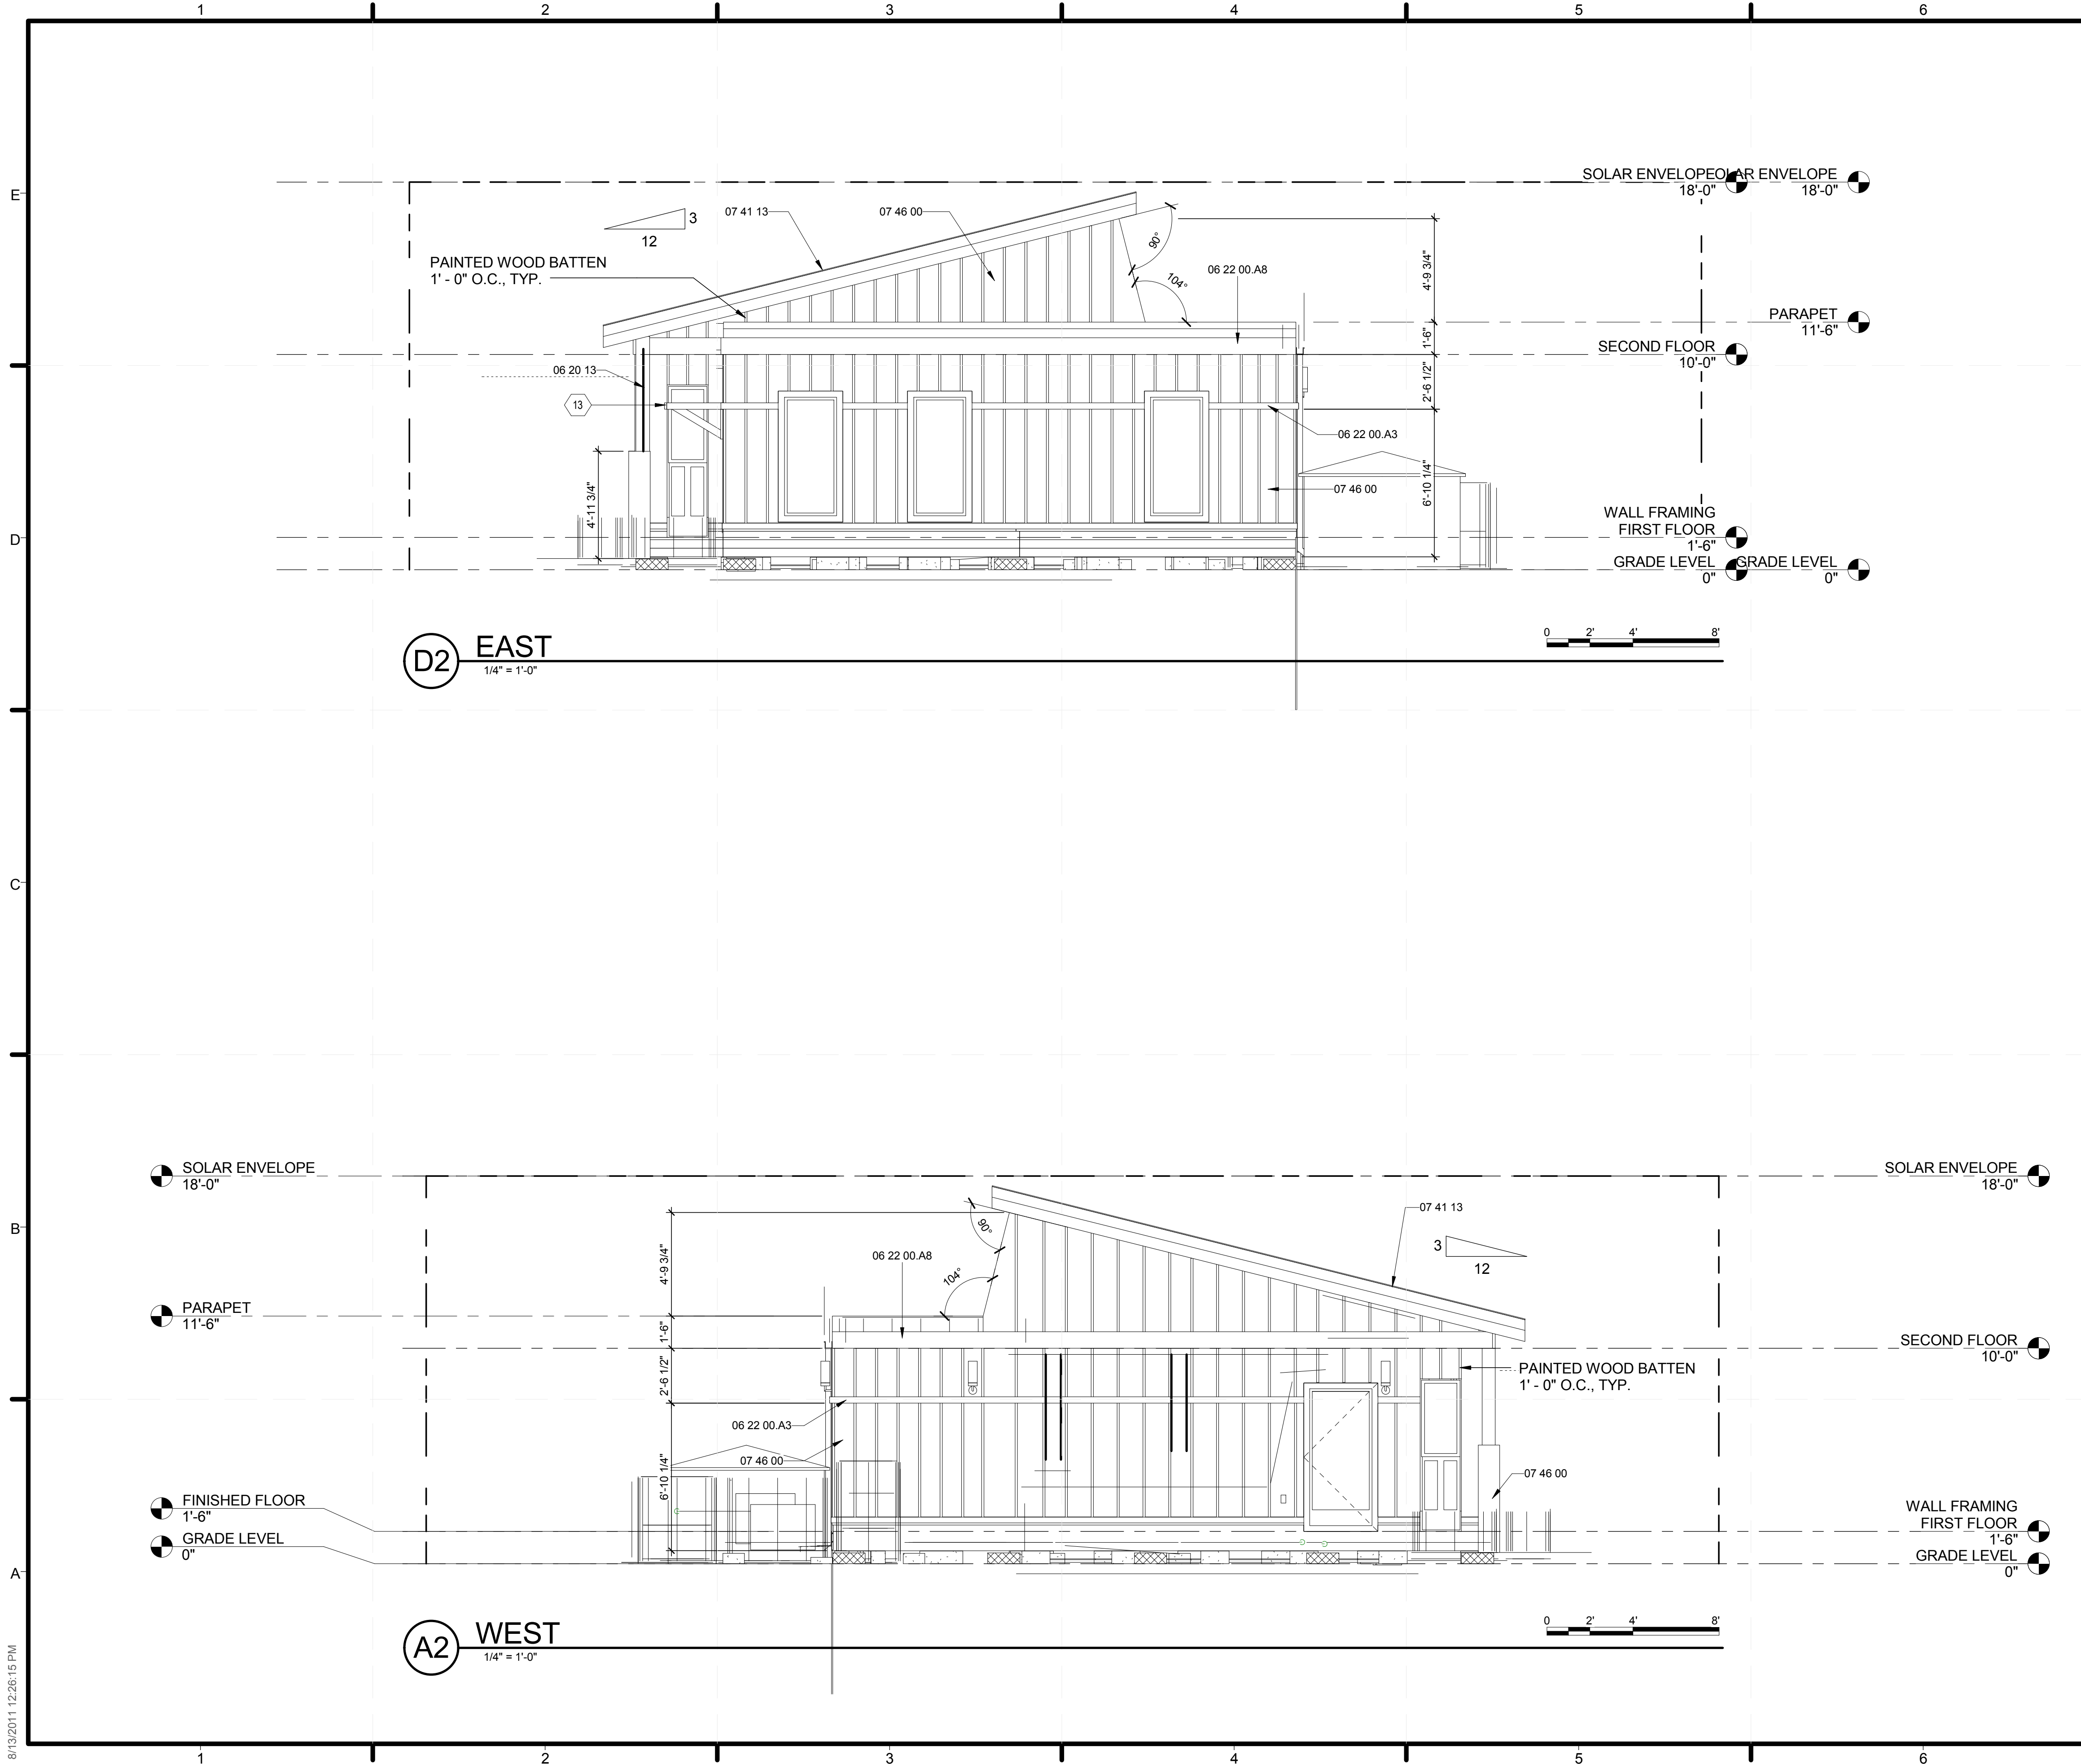 1 2 3 4 5 6
E
SOLAR ENVELOPE
18'-0"
SOLAR ENVELOPE
18'-0"
3
12
07 41 13
07 46 00
90°
104°
PAINTED WOOD BATTEN
1' - 0" O.C., TYP.
06 22 00.A8
4'-9 3/4"
PARAPET
11'-6"
1'-6"
SECOND FLOOR
10'-0"
06 20 13
13
2'-6 1/2"
06 22 00.A3
4'-11 3/4"
07 46 00
6'-10 1/4"
D
WALL FRAMING
FIRST FLOOR
1'-6"
GRADE LEVEL
0"
GRADE LEVEL
0"
D2
EAST
1/4" = 1'-0"
0 2' 4' 8'
C
SOLAR ENVELOPE
18'-0"
SOLAR ENVELOPE
18'-0"
B
90°
104°
07 41 13
3
12
4'-9 3/4"
06 22 00.A8
PARAPET
11'-6"
1'-6"
SECOND FLOOR
10'-0"
2'-6 1/2"
PAINTED WOOD BATTEN
1' - 0" O.C., TYP.
06 22 00.A3
07 46 00
6'-10 1/4"
07 46 00
FINISHED FLOOR
1'-6"
GRADE LEVEL
0"
WALL FRAMING
FIRST FLOOR
1'-6"
GRADE LEVEL
0"
A
A2
WEST
1/4" = 1'-0"
0 2' 4' 8'
8/13/2011 12:26:15 PM
1 2 3 4 5 6